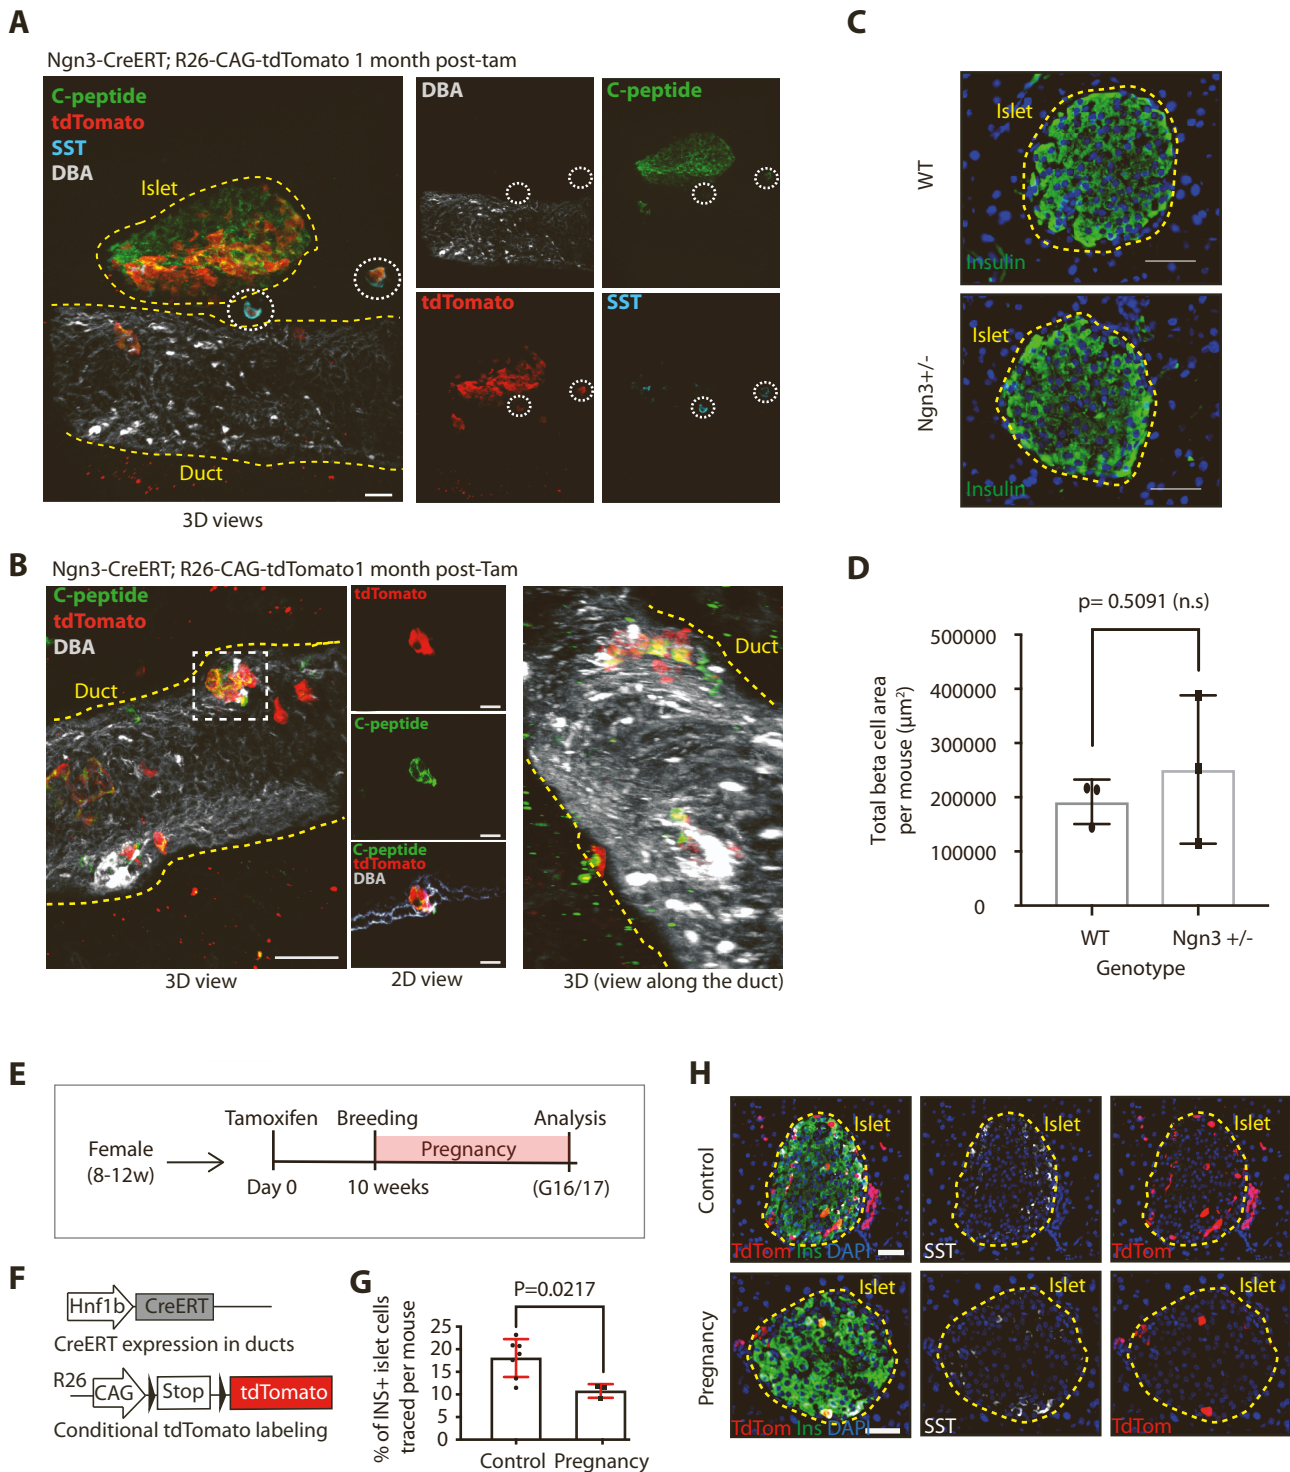 A
Ngn3-CreERT; R26-CAG-tdTomato 1 month post-tam
C-peptide
tdTomato
SST
DBA
Islet
Duct
3D views
DBA
C-peptide
tdTomato
SST
B
Ngn3-CreERT; R26-CAG-tdTomato1 month post-Tam
C-peptide
tdTomato
DBA
Duct
3D view
tdTomato
C-peptide
C-peptide
tdTomato
DBA
2D view
Duct
3D (view along the duct)
C
WT
Islet
Insulin
Ngn3+/-
Islet
Insulin
D
p= 0.5091 (n.s)
Total beta cell area
per mouse (µm²)
500000
400000
300000
200000
100000
0
WT
Ngn3 +/-
Genotype
E
Female
(8-12w)
Tamoxifen
Breeding
Analysis
Pregnancy
Day 0
10 weeks
(G16/17)
F
Hnf1b
CreERT
CreERT expression in ducts
R26
CAG
Stop
tdTomato
Conditional tdTomato labeling
G
P=0.0217
% of INS+ islet cells
traced per mouse
25
20
15
10
5
0
Control
Pregnancy
H
Control
Islet
TdTom Ins DAPI
Islet
SST
Islet
TdTom
Pregnancy
Islet
TdTom Ins DAPI
Islet
SST
Islet
TdTom